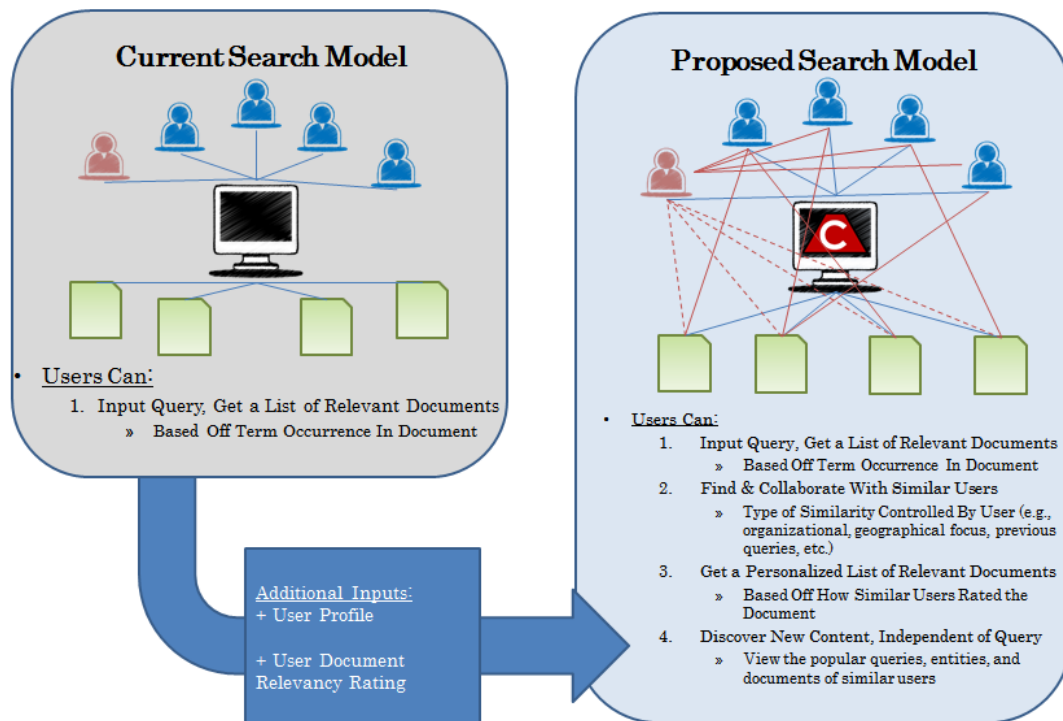 Current Search Model
• Users Can:
1. Input Query, Get a List of Relevant Documents
» Based Off Term Occurrence In Document
Additional Inputs:
+ User Profile
+ User Document
Relevancy Rating
Proposed Search Model
C
• Users Can:
1. Input Query, Get a List of Relevant Documents
» Based Off Term Occurrence In Document
2. Find & Collaborate With Similar Users
» Type of Similarity Controlled By User (e.g.,
organizational, geographical focus, previous
queries, etc.)
3. Get a Personalized List of Relevant Documents
» Based Off How Similar Users Rated the
Document
4. Discover New Content, Independent of Query
» View the popular queries, entities, and
documents of similar users